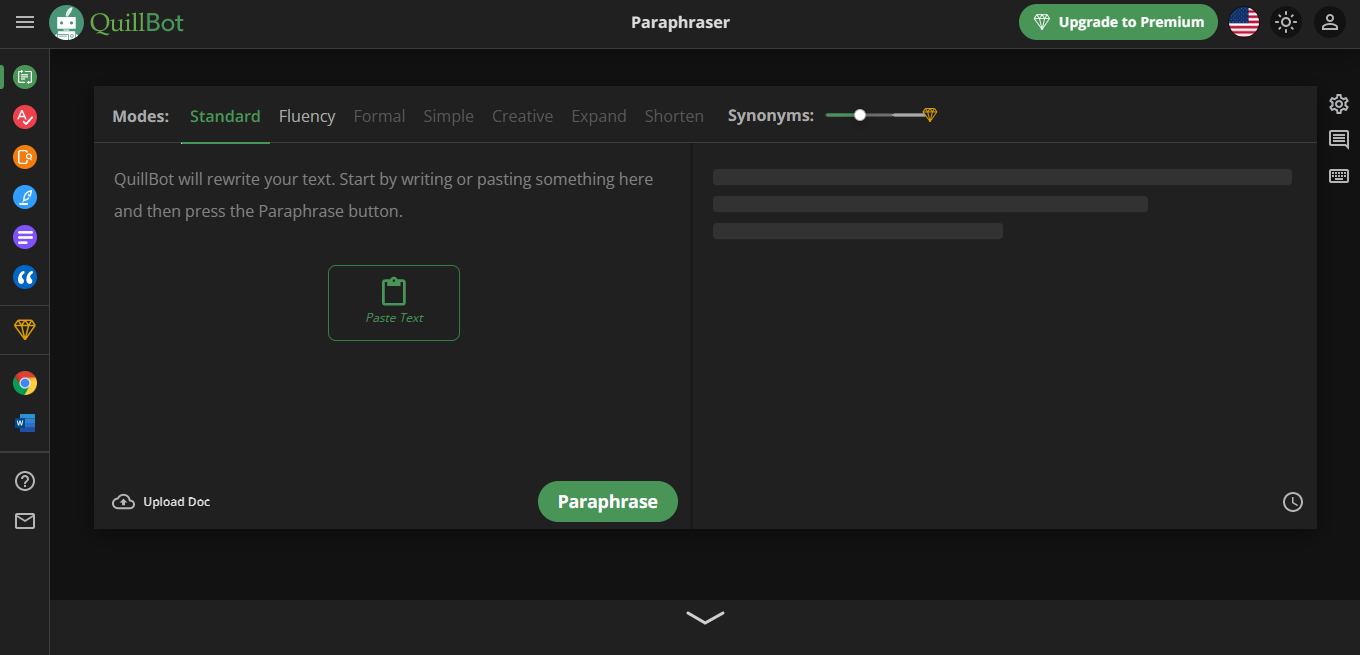 QuillBot
Paraphraser
Upgrade to Premium
Modes: Standard Fluency Formal Simple Creative Expand Shorten Synonyms:
QuillBot will rewrite your text. Start by writing or pasting something here
and then press the Paraphrase button.
Paste Text
Upload Doc
Paraphrase
W